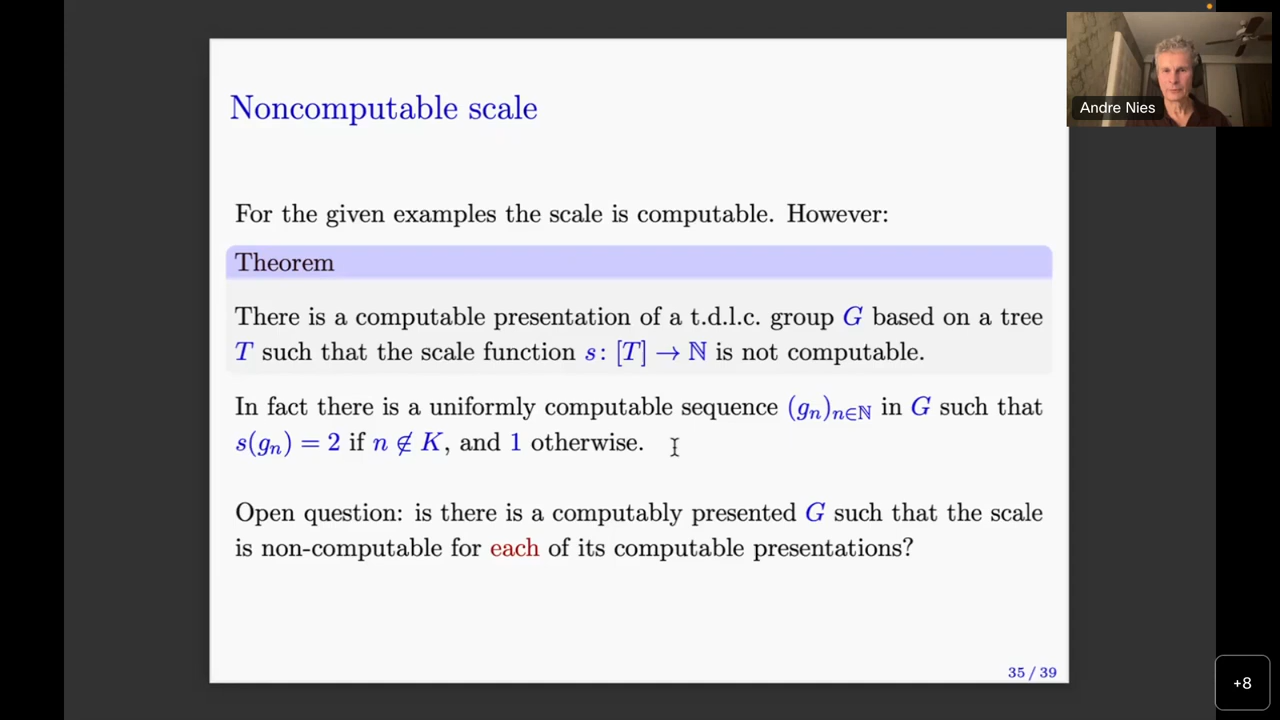 Noncomputable scale
Andre Nies
For the given examples the scale is computable. However:
Theorem
There is a computable presentation of a t.d.l.c. group G based on a tree
T such that the scale function s: [T] → ℕ is not computable.
In fact there is a uniformly computable sequence (gₙ)ₙ∈ℕ in G such that
s(gₙ) = 2 if n ∉ K, and 1 otherwise.
Open question: is there is a computably presented G such that the scale
is non-computable for each of its computable presentations?
35 / 39
+8